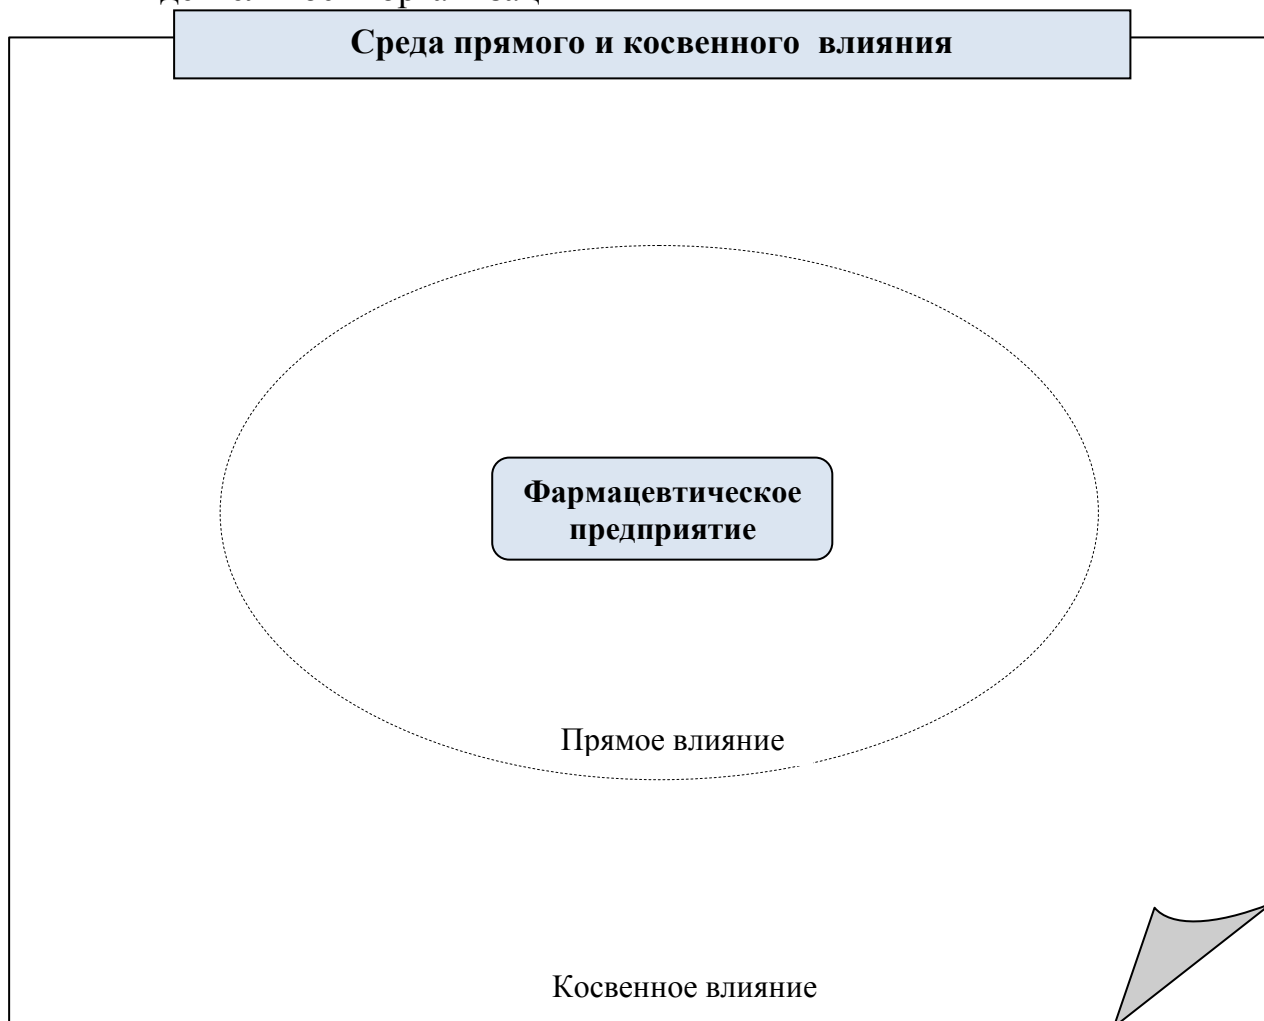 Среда прямого и косвенного влияния
Фармацевтическое
предприятие
Прямое влияние
Косвенное влияние